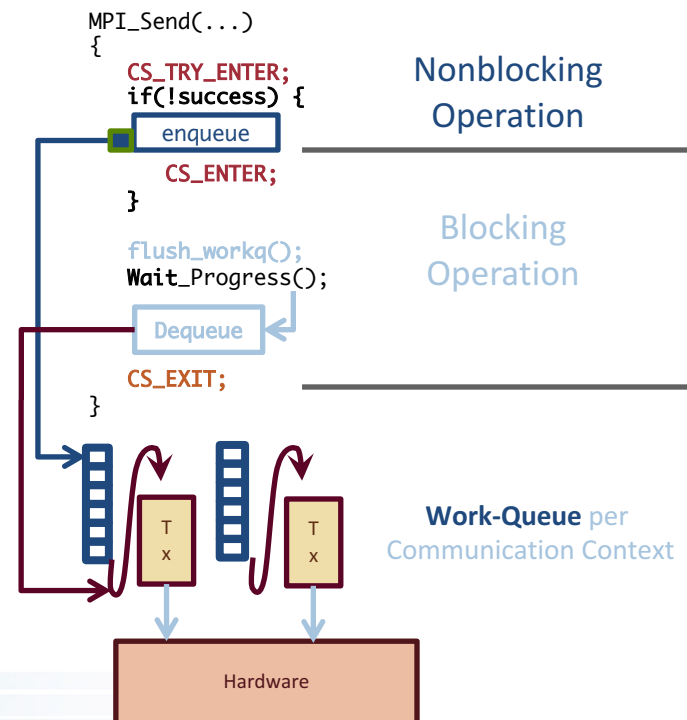 MPI_Send(...)
{
CS_TRY_ENTER;
if(!success) {
enqueue
CS_ENTER;
}
flush_workq();
Wait_Progress();
Dequeue
CS_EXIT;
}
Nonblocking
Operation
Blocking
Operation
Work-Queue per
Communication Context
T
x
T
x
Hardware